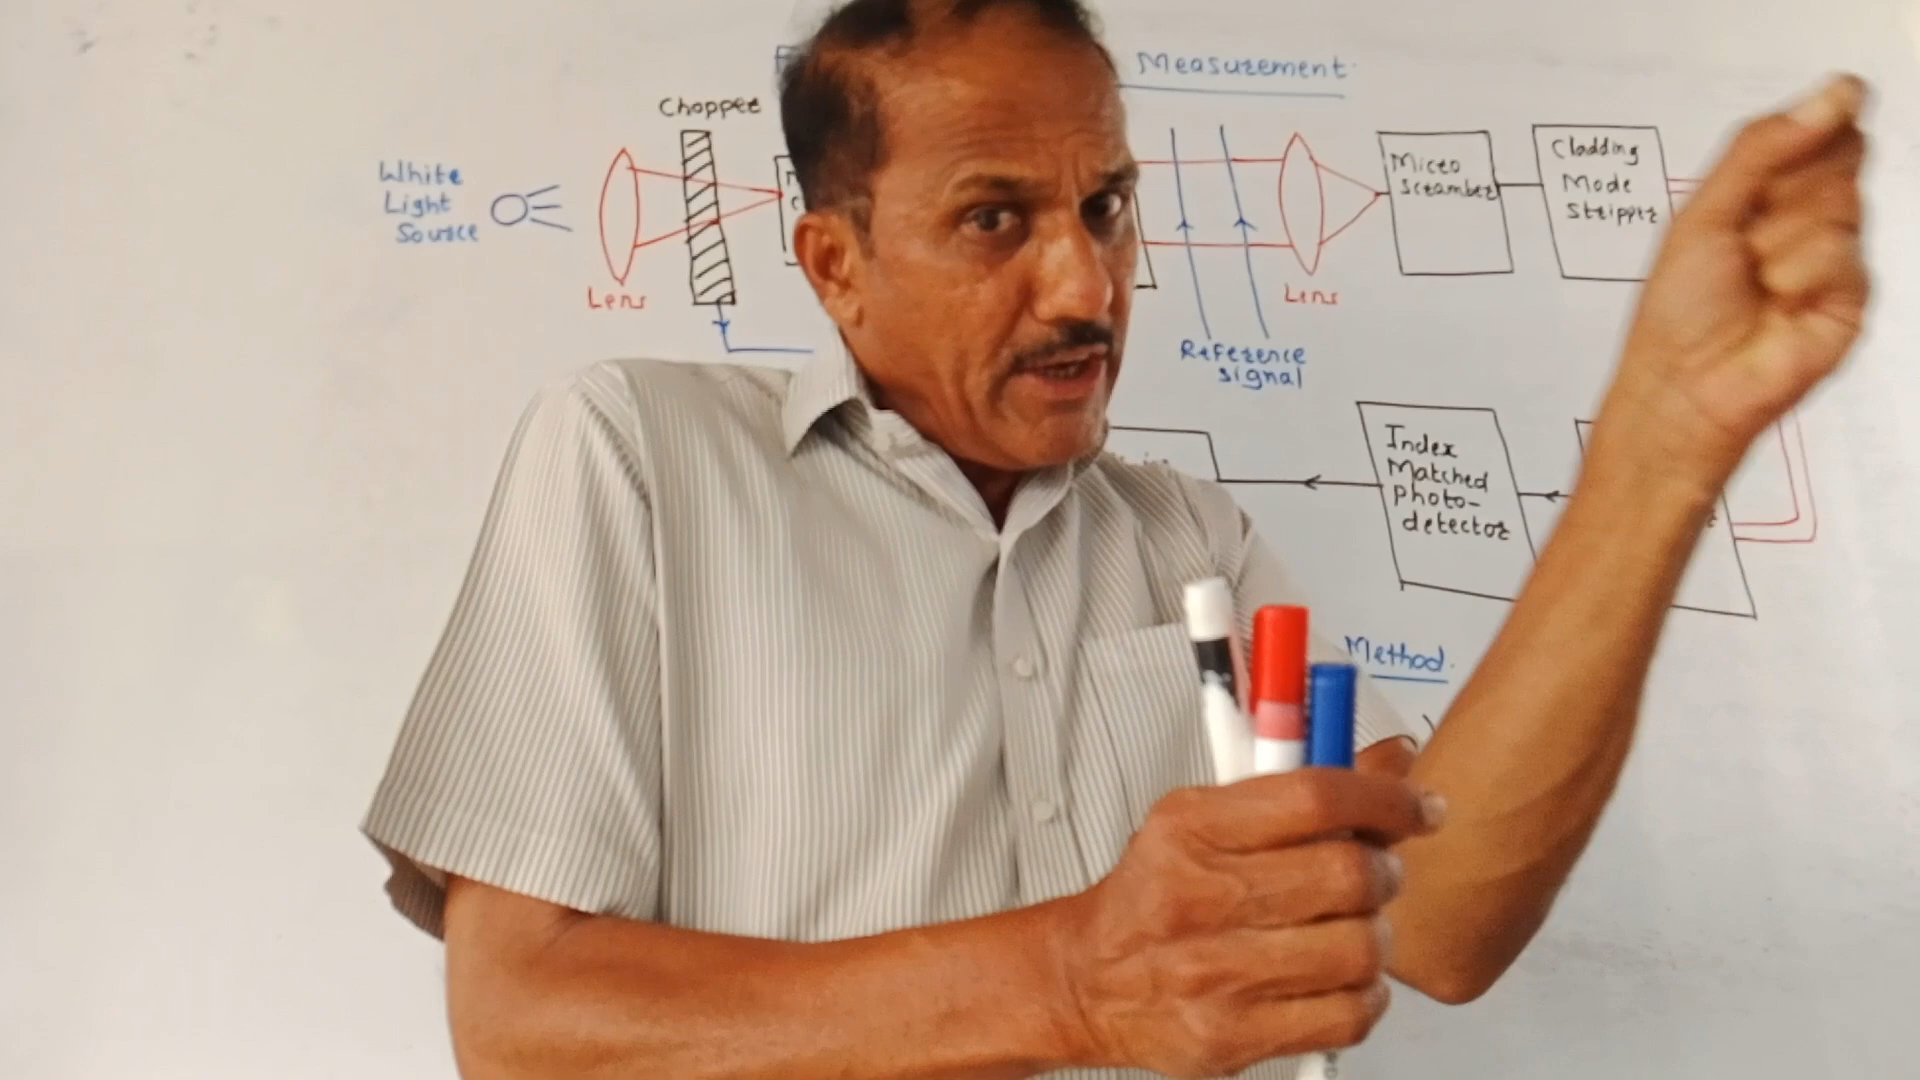 Measurement
Chopper
White
Light
Source
Lens
Micro
Scrambler
Cladding
Mode
Stripper
Lens
Reference
signal
Index
Matched
Photo-
detector
Method.